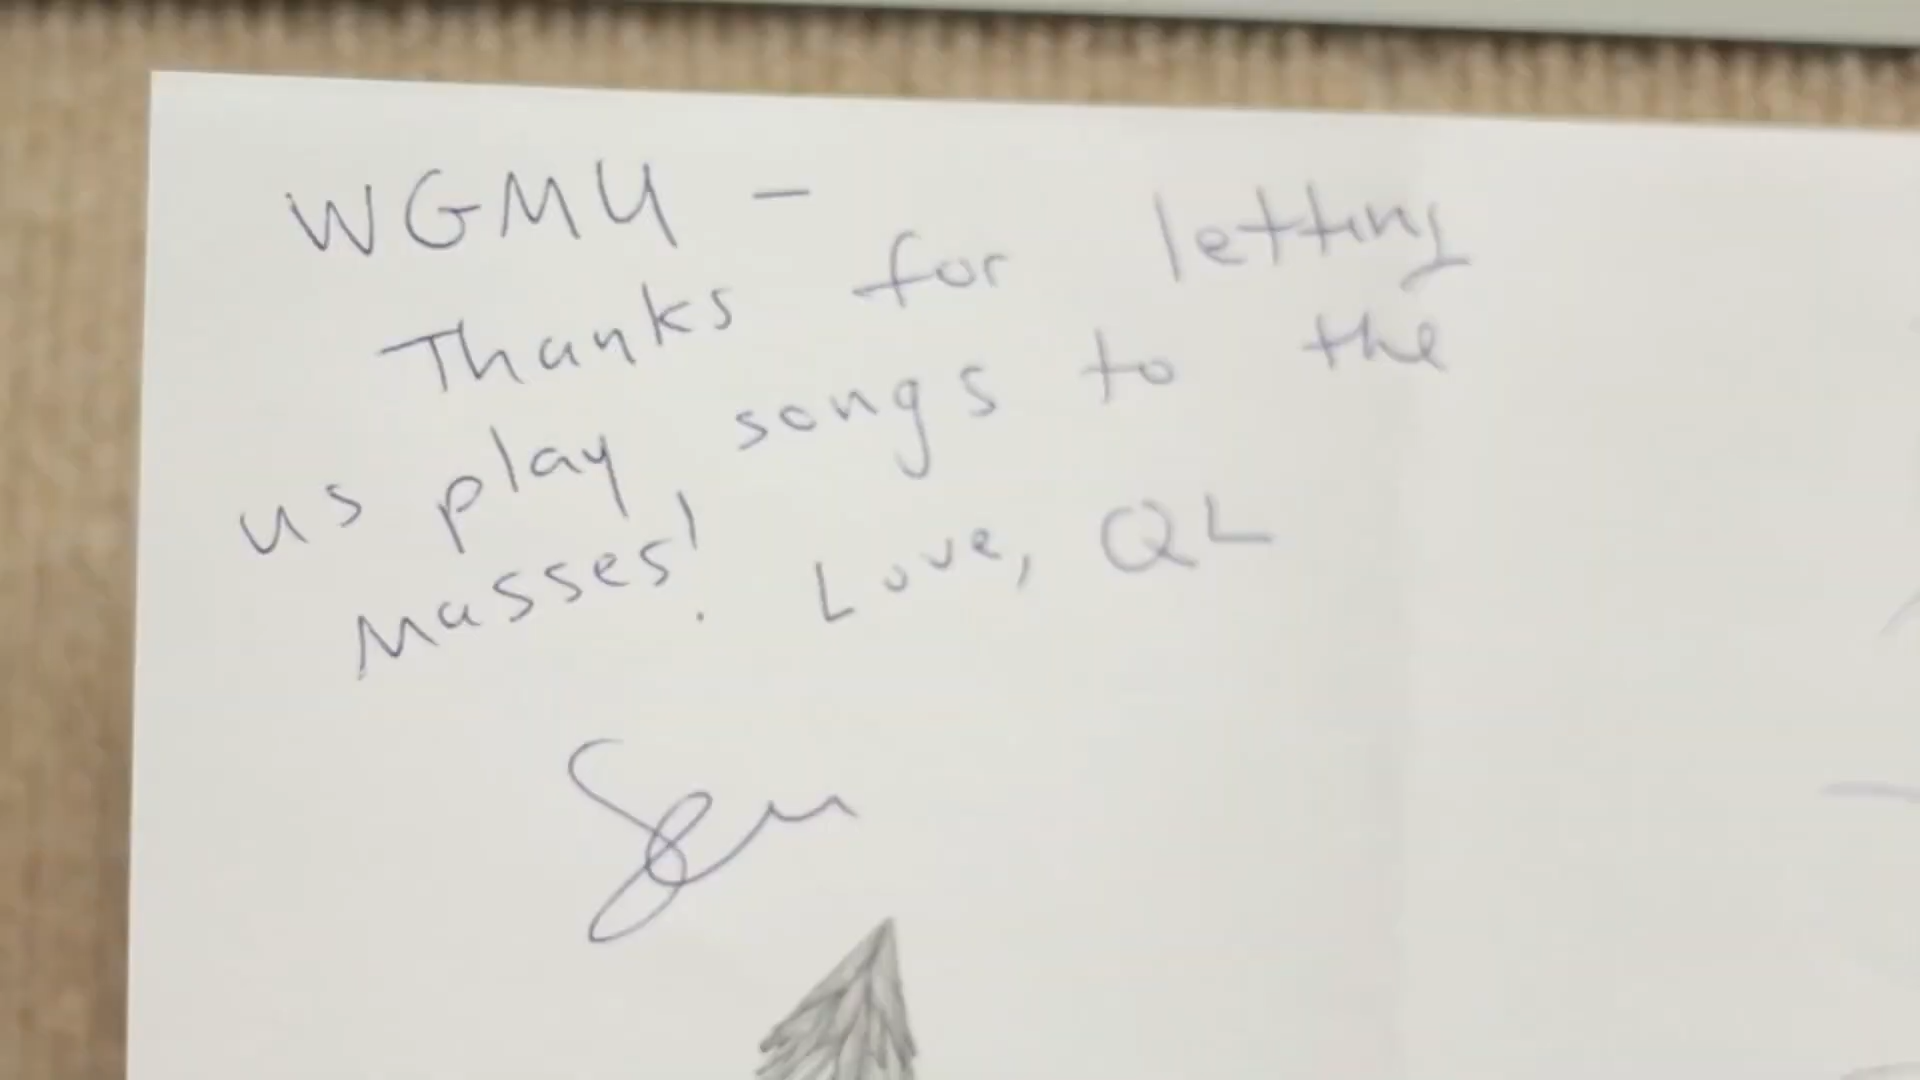 WGMU -
Thanks for letting
us play songs to the
masses! Love, QL